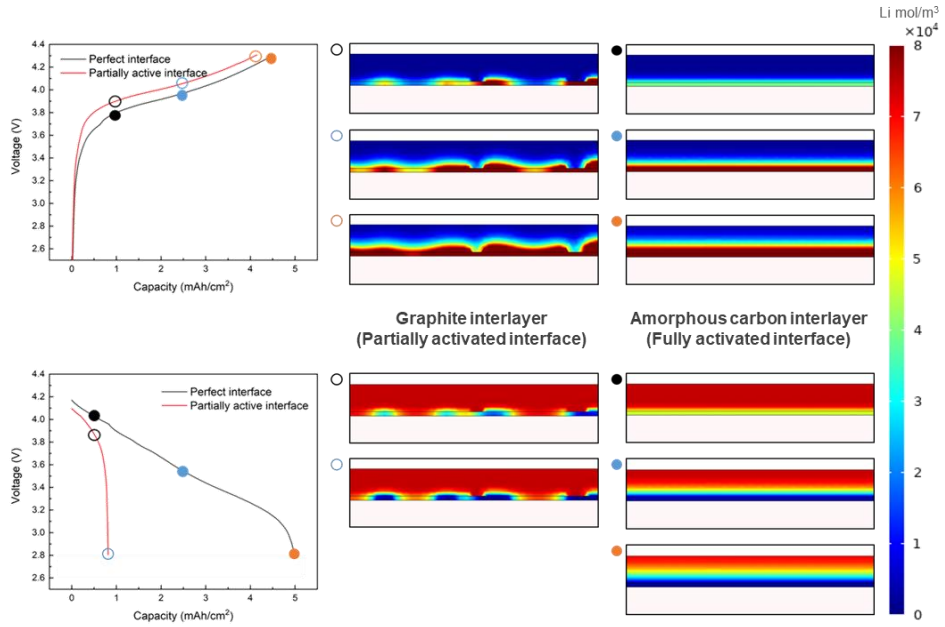 Li mol/m³
×10⁴
4.4
4.2
4.0
3.8
3.6
3.4
3.2
3.0
2.8
2.6
Voltage (V)
Perfect interface
Partially active interface
0 1 2 3 4 5
Capacity (mAh/cm²)
Graphite interlayer
(Partially activated interface)
Amorphous carbon interlayer
(Fully activated interface)
4.4
4.2
4.0
3.8
3.6
3.4
3.2
3.0
2.8
2.6
Voltage (V)
Perfect interface
Partially active interface
0 1 2 3 4 5
Capacity (mAh/cm²)
8
7
6
5
4
3
2
1
0